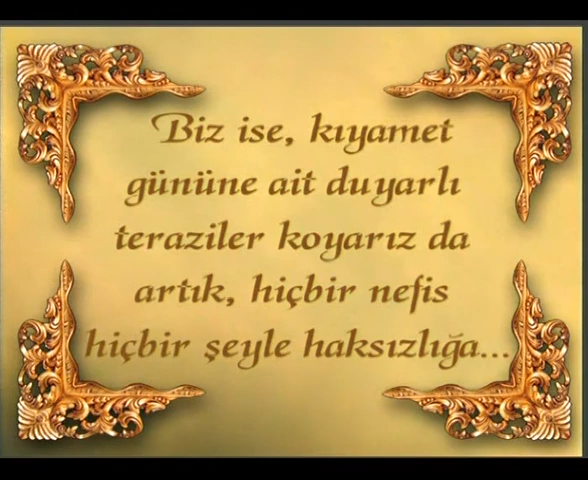 Biz ise, kıyamet
gününe ait duyarlı
teraziler koyarız da
artık, hiçbir nefis
hiçbir şeyle haksızlığa...